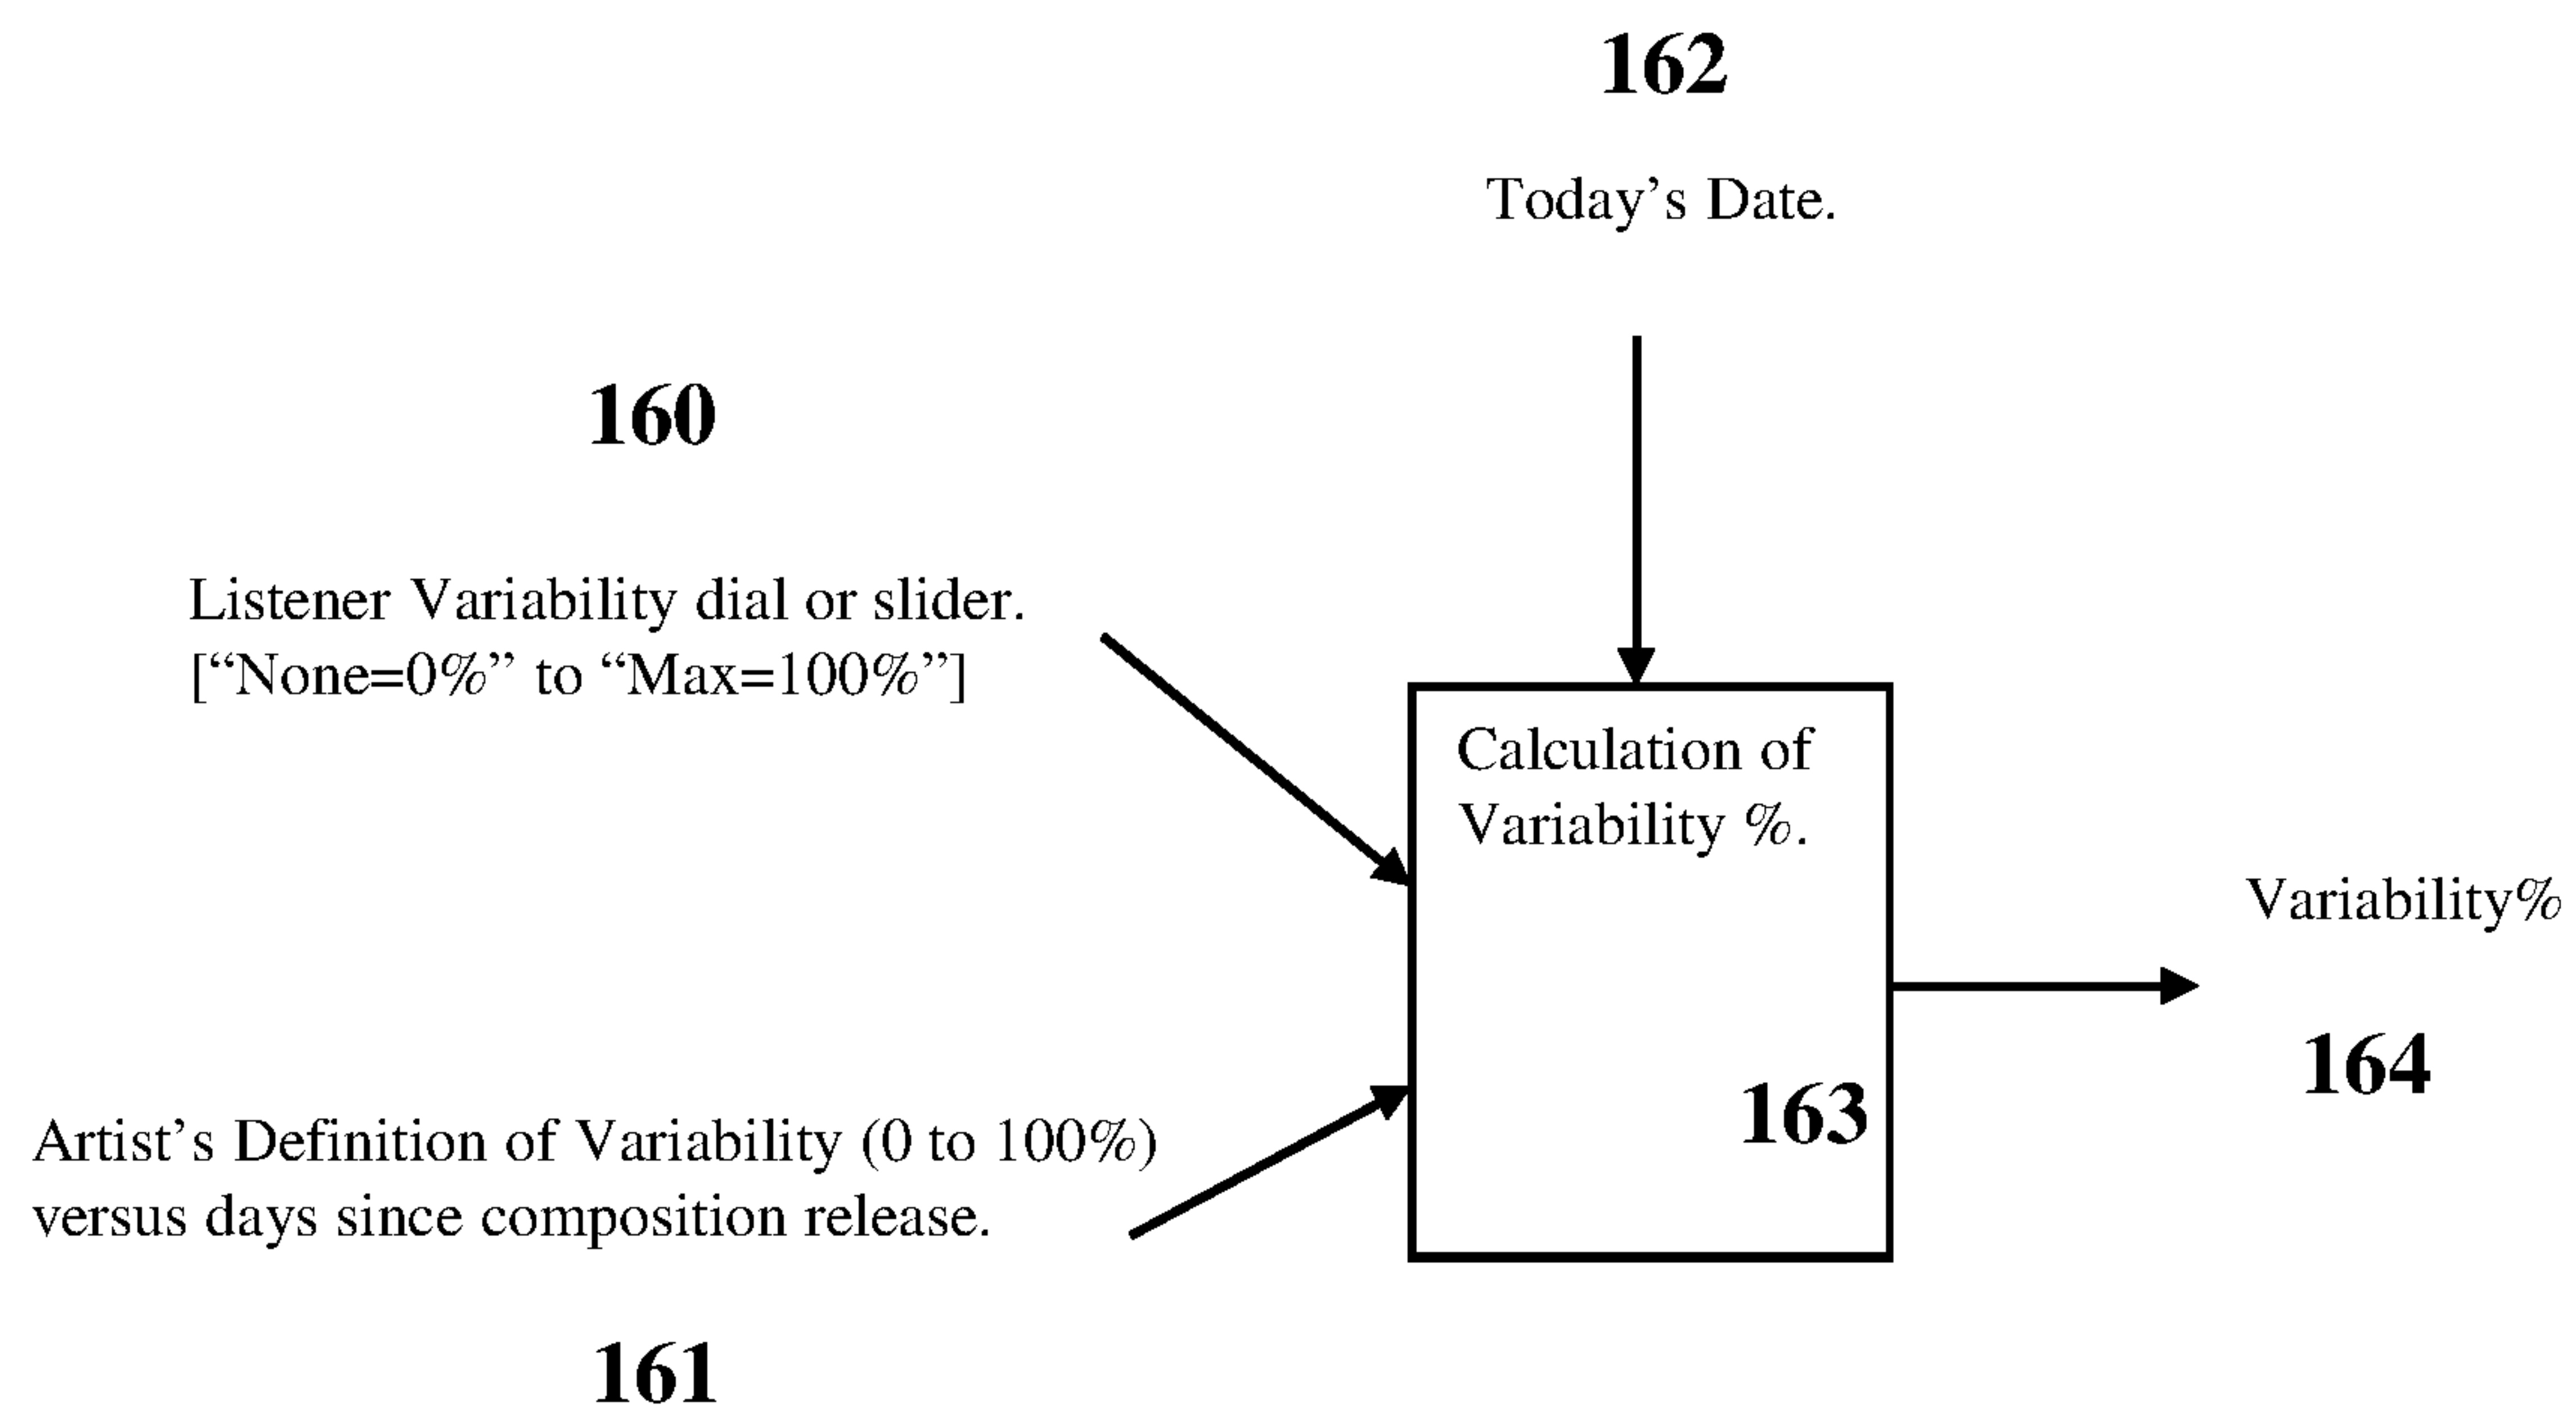 162
Today’s Date.
160
Listener Variability dial or slider.
[“None=0%” to “Max=100%”]
Calculation of
Variability %.
163
Variability%
164
Artist’s Definition of Variability (0 to 100%)
versus days since composition release.
161